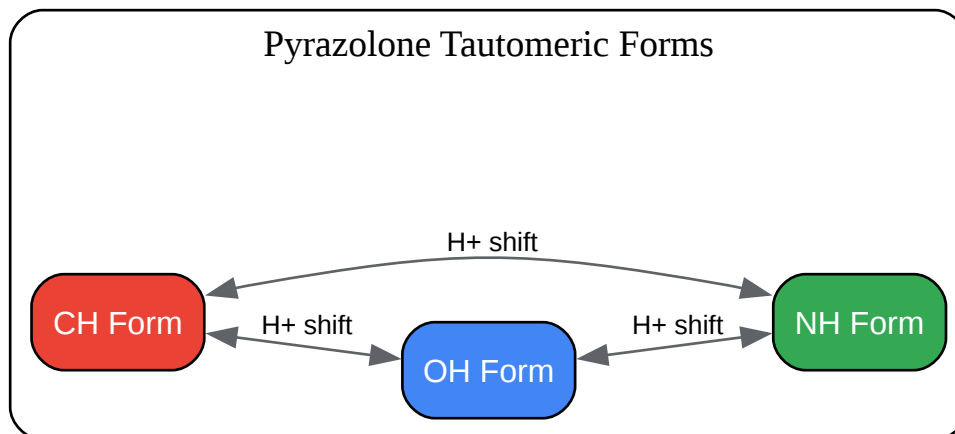 Pyrazolone Tautomeric Forms
H+ shift
CH Form
H+ shift
H+ shift
NH Form
OH Form